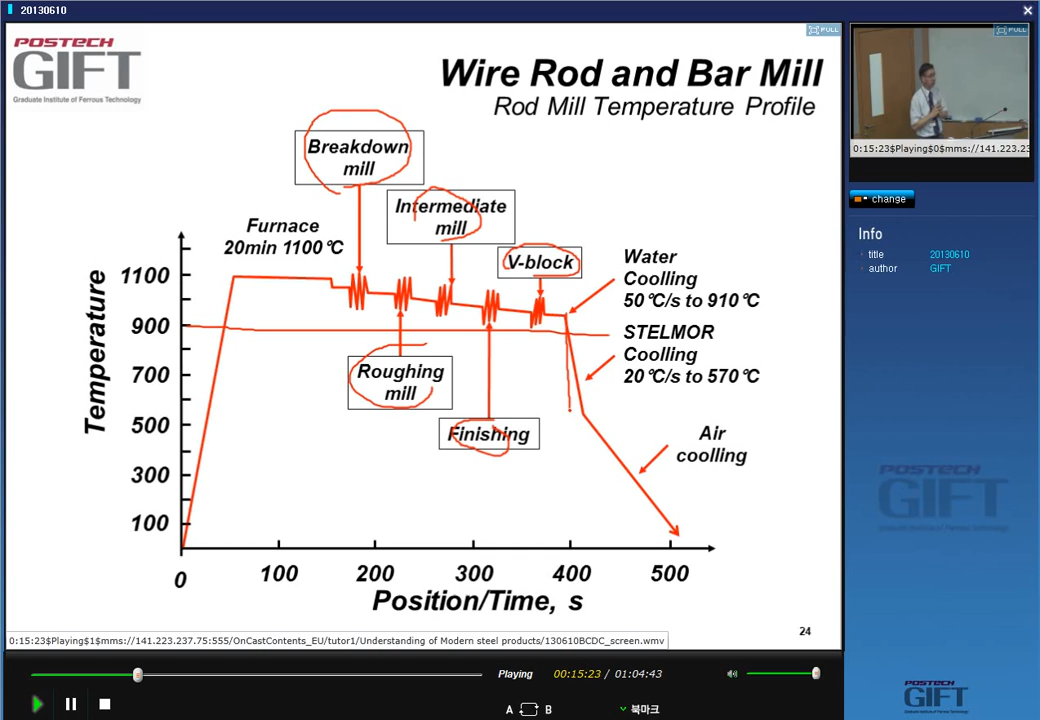 20130610
POSTECH
GIFT
Graduate Institute of Ferrous Technology
FULL
Wire Rod and Bar Mill
Rod Mill Temperature Profile
Breakdown
mill
Intermediate
mill
Furnace
20min 1100°C
V-block
Water
Coolling
50°C/s to 910°C
STELMOR
Coolling
20°C/s to 570°C
Roughing
mill
Finishing
Air
coolling
Temperature
1100
900
700
500
300
100
0
100
200
300
400
500
Position/Time, s
24
0:15:23$Playing$1$mms://141.223.237.75:555/OnCastContents_EU/tutor1/Understanding of Modern steel products/130610BCDC_screen.wmv
FULL
0:15:23$Playing$0$mms://141.223.23
change
Info
title 20130610
author GIFT
POSTECH
GIFT
Playing 00:15:23 / 01:04:43
A B 북마크
POSTECH
GIFT